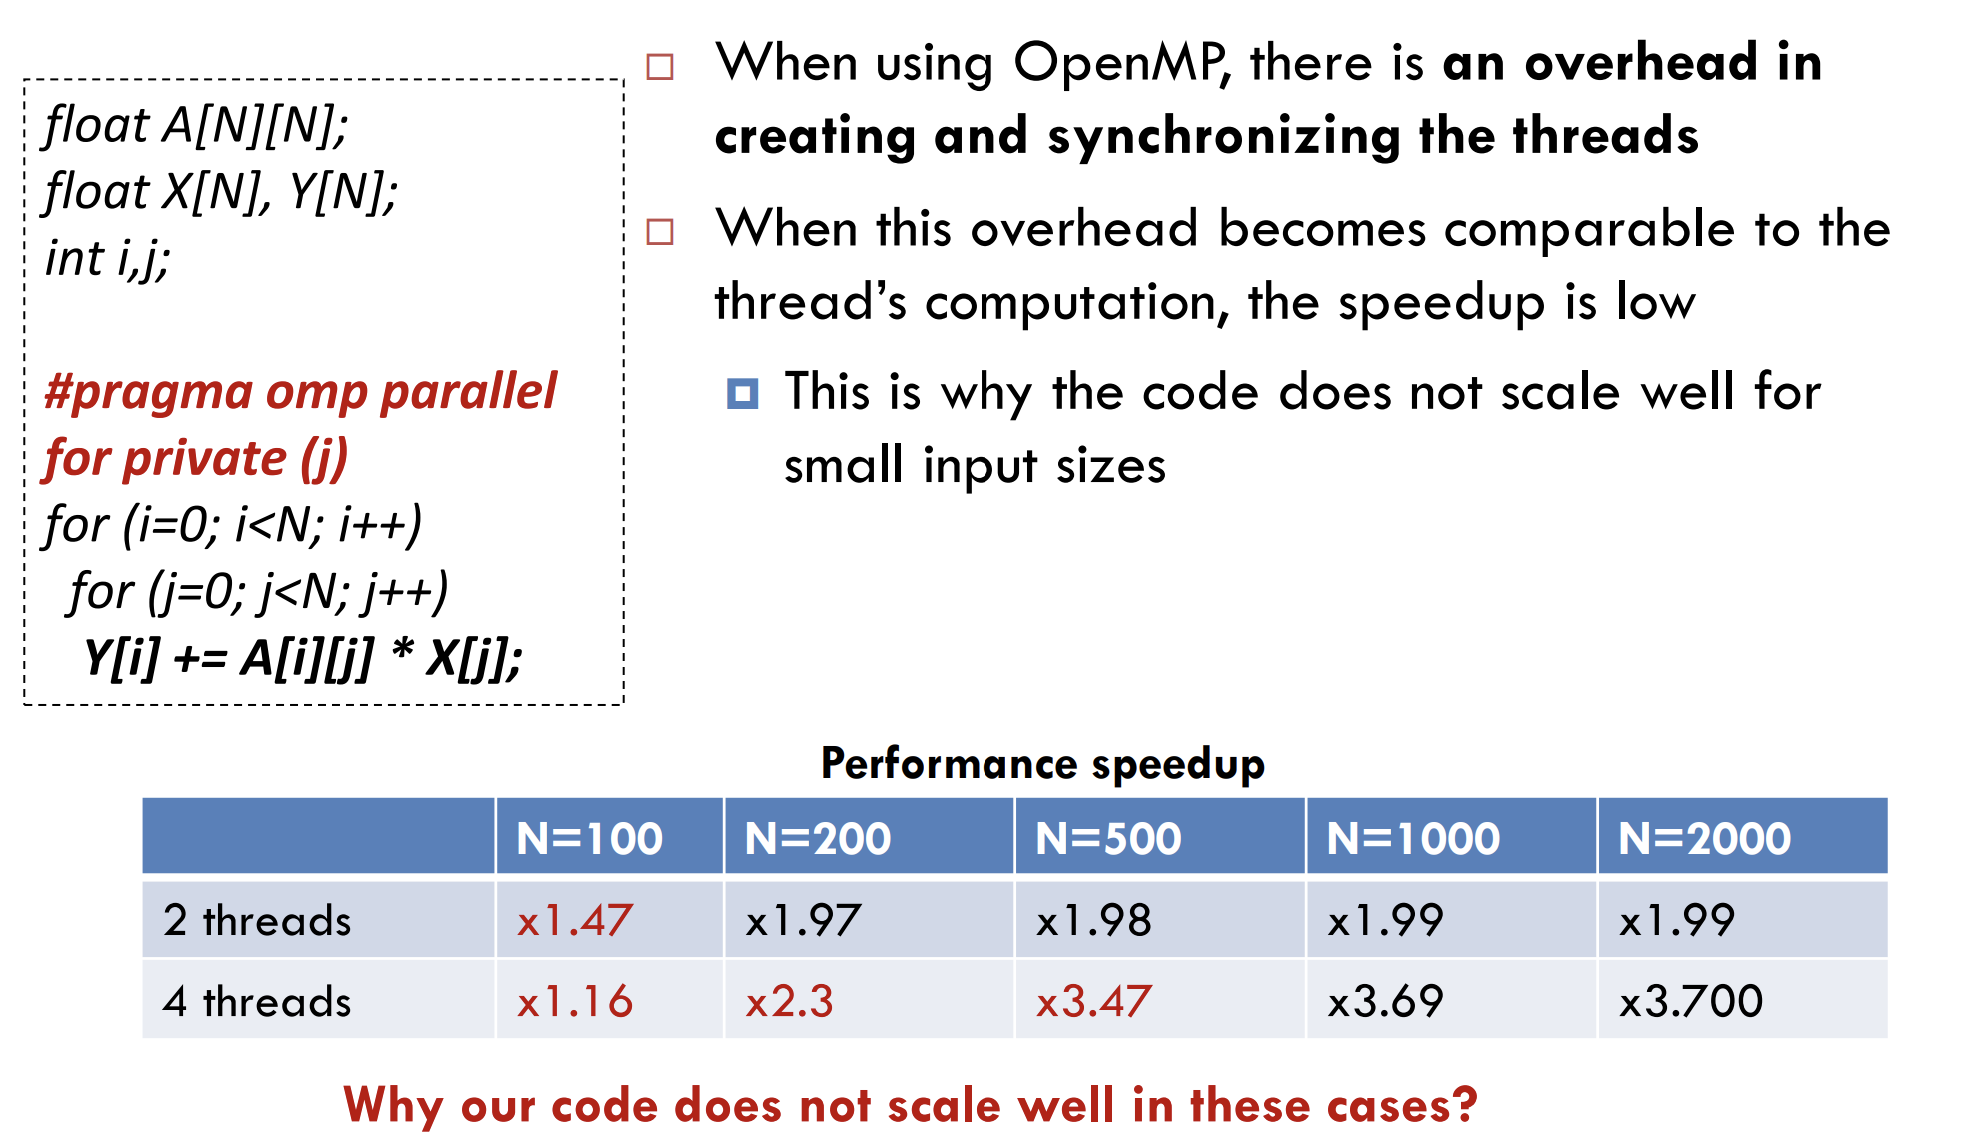 float A[N][N];
float X[N], Y[N];
int i,j;
#pragma omp parallel
for private (j)
for (i=0; i<N; i++)
for (j=0; j<N; j++)
Y[i] += A[i][j] * X[j];
When using OpenMP, there is an overhead in
creating and synchronizing the threads
When this overhead becomes comparable to the
thread’s computation, the speedup is low
This is why the code does not scale well for
small input sizes
Performance speedup
N=100 N=200 N=500 N=1000 N=2000
2 threads x1.47 x1.97 x1.98 x1.99 x1.99
4 threads x1.16 x2.3 x3.47 x3.69 x3.700
Why our code does not scale well in these cases?